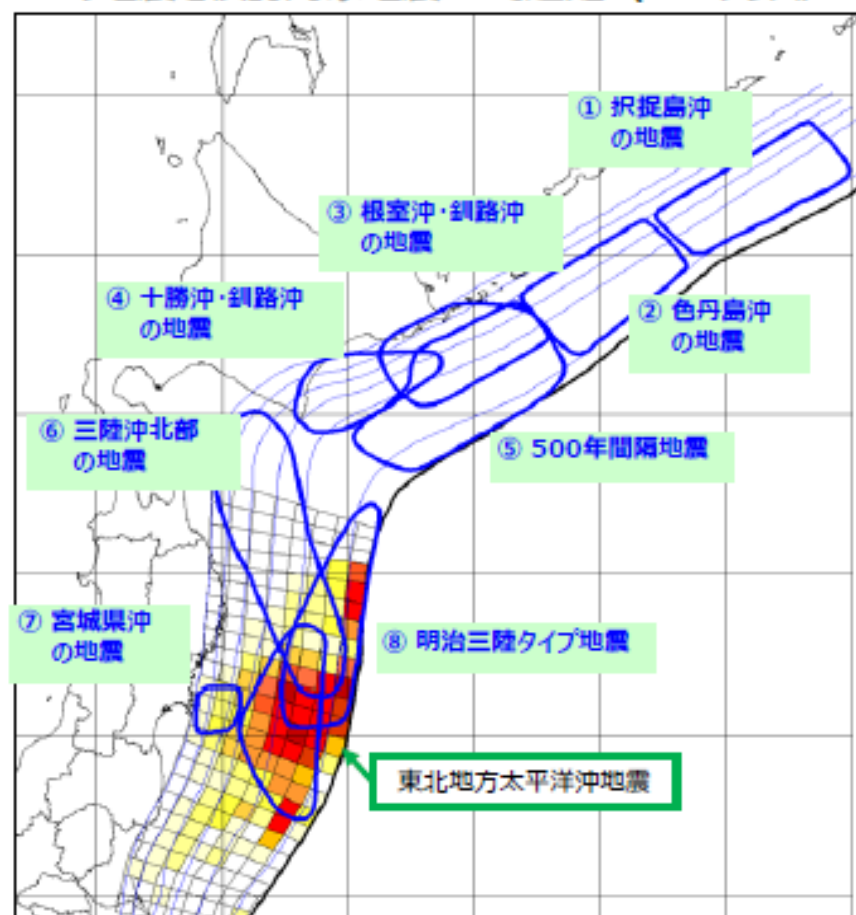 ① 択捉島沖
の地震
③ 根室沖・釧路沖
の地震
④ 十勝沖・釧路沖
の地震
② 色丹島沖
の地震
⑥ 三陸沖北部
の地震
⑤ 500年間隔地震
⑦ 宮城県沖
の地震
⑧ 明治三陸タイプ地震
東北地方太平洋沖地震